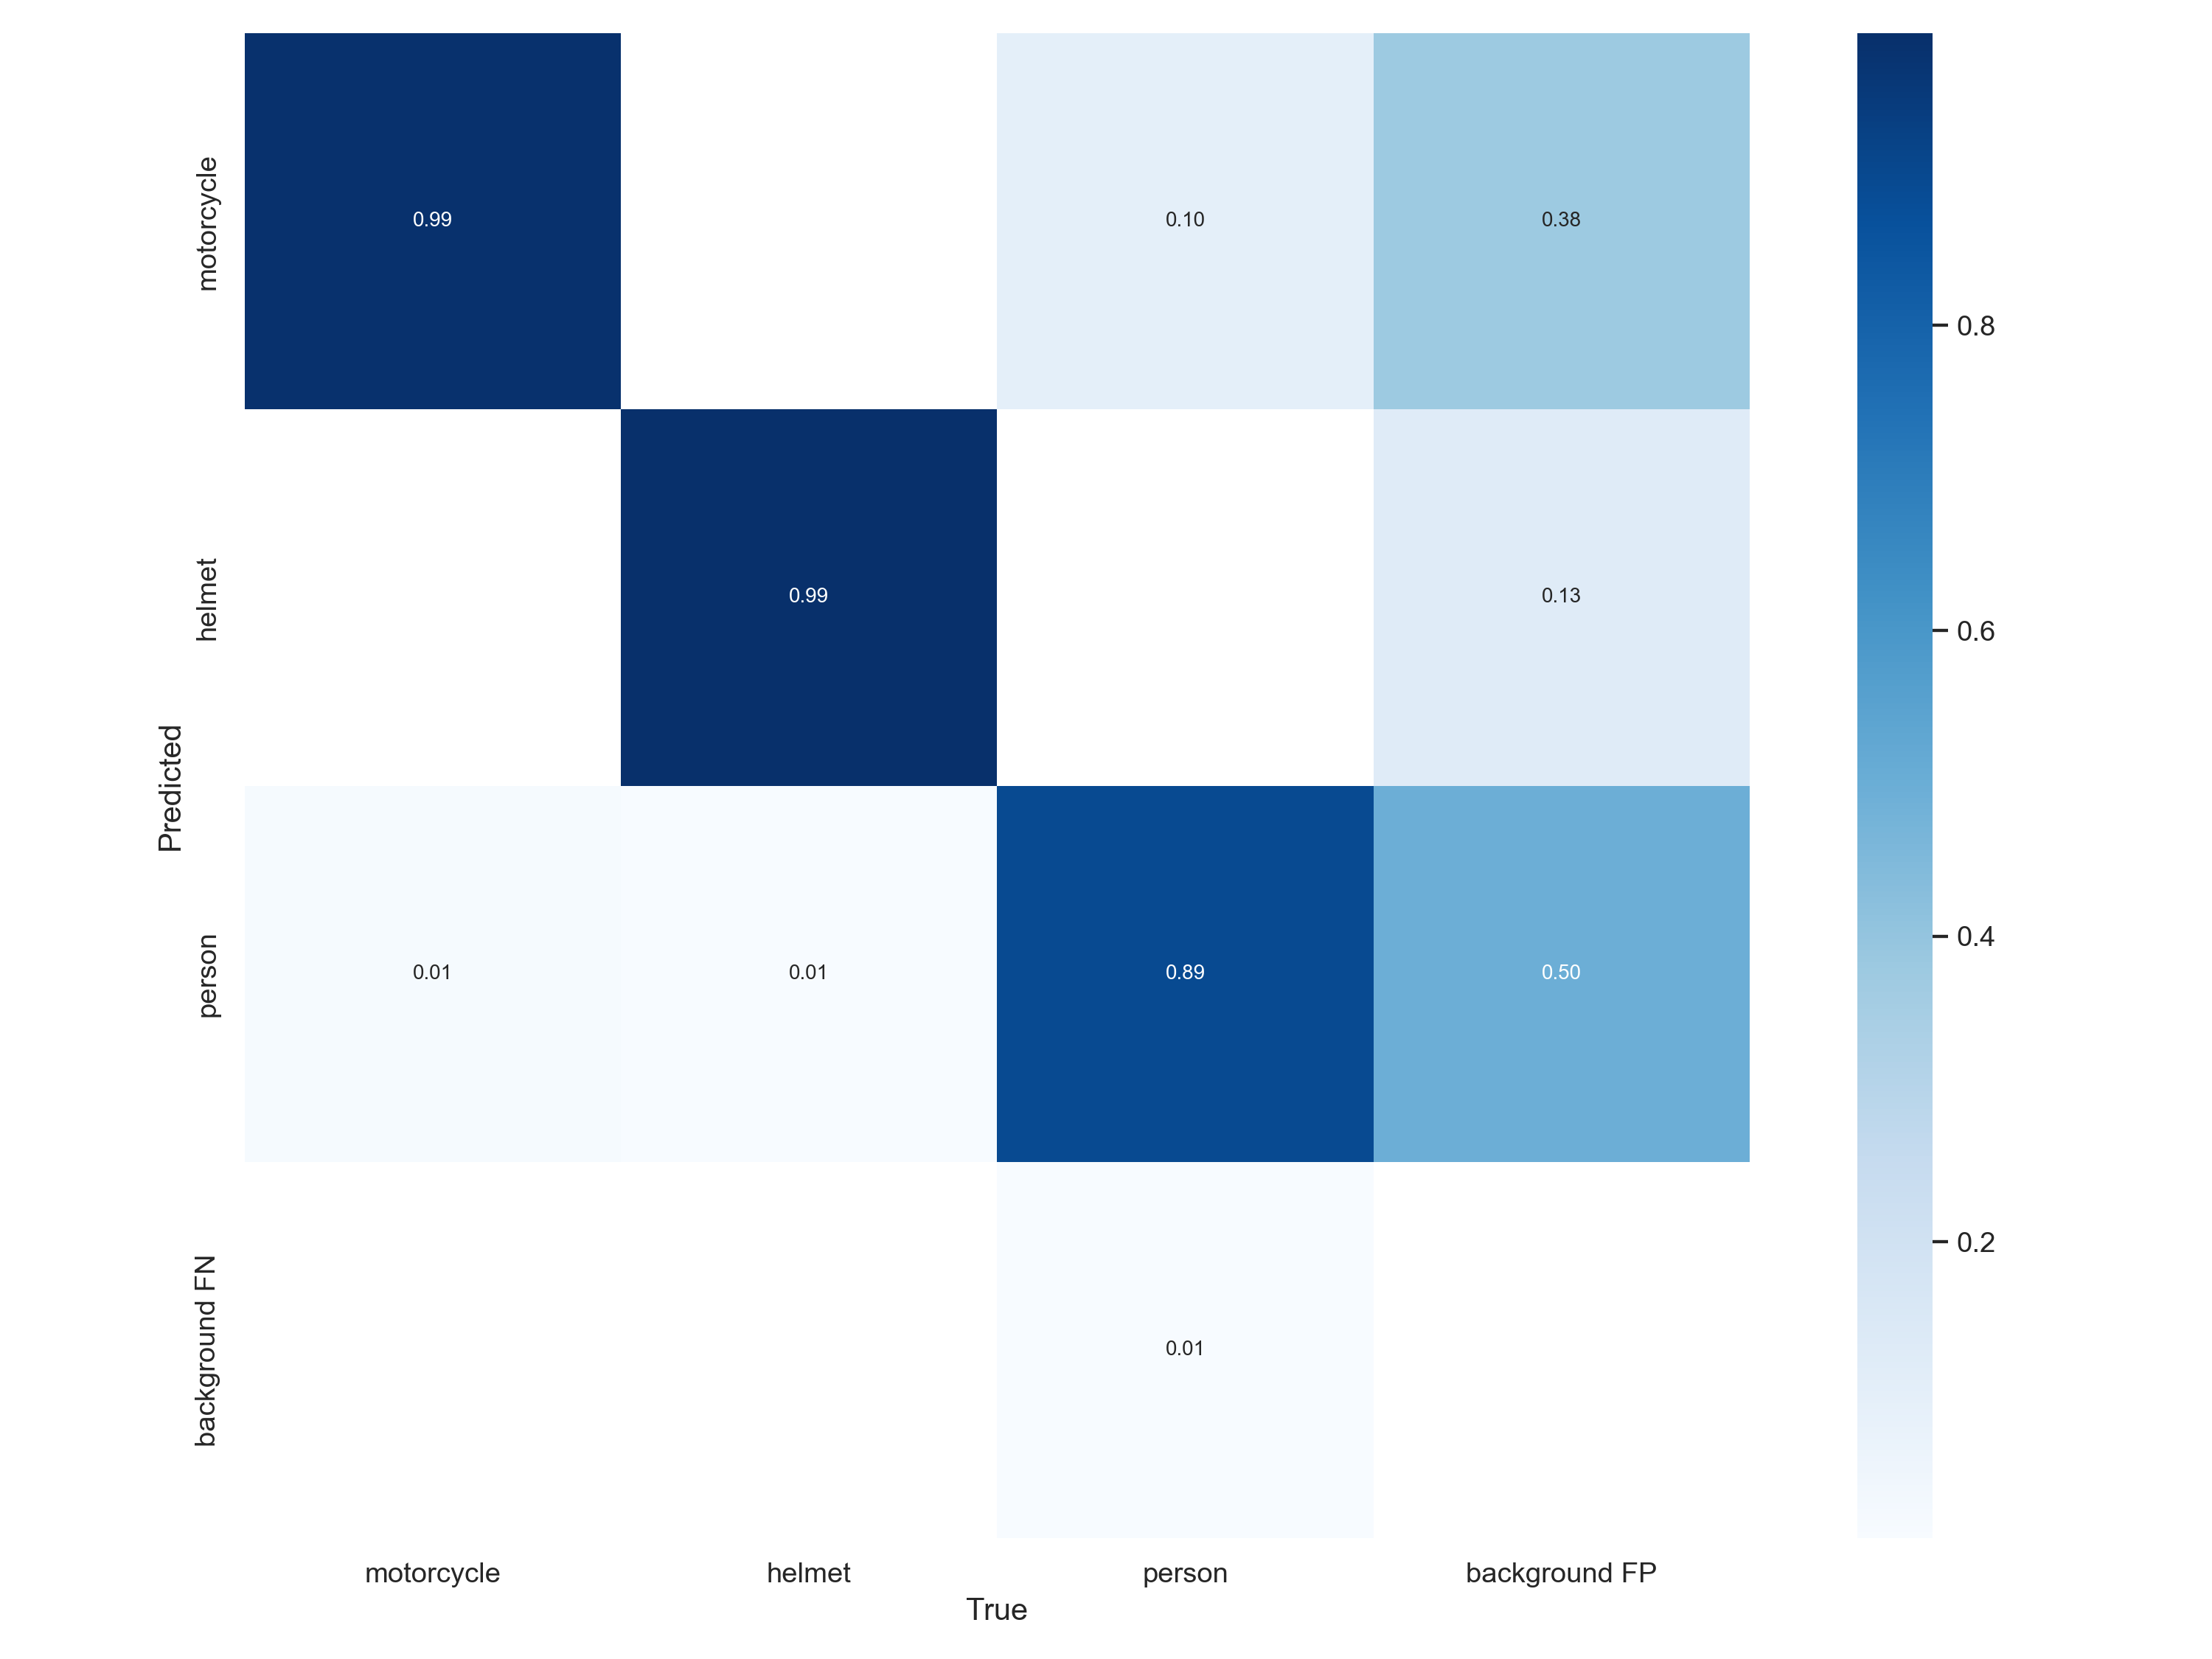 motorcycle
0.99
0.10
0.38
0.8
helmet
0.99
0.13
0.6
Predicted
person
0.01
0.01
0.89
0.50
0.4
background FN
0.01
0.2
motorcycle
helmet
person
background FP
True